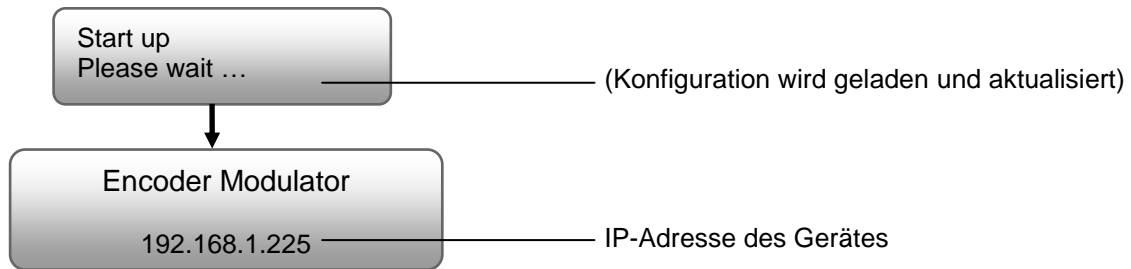 Start up
Please wait …
(Konfiguration wird geladen und aktualisiert)
Encoder Modulator
192.168.1.225
IP-Adresse des Gerätes